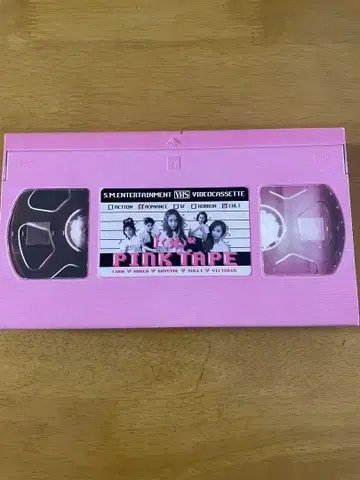 S.M.ENTERTAINMENT VHS VIDEOCASSETTE
ACTION ROMANCE SF HORROR CULT
f(x)
PINK TAPE
LUNA AMBER KRYSTAL SULLI VICTORIA